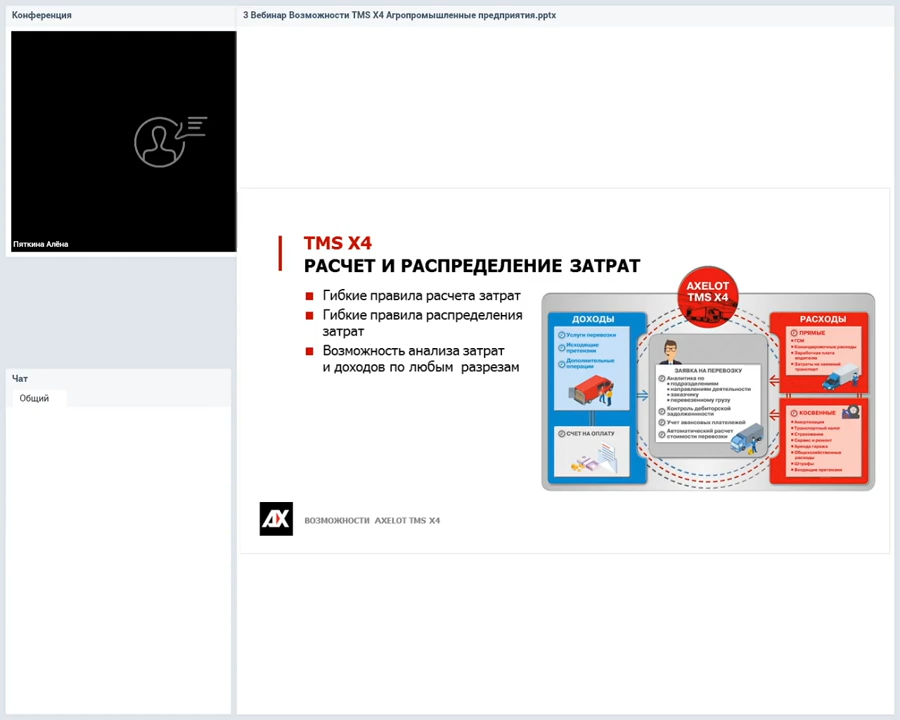 Конференция
3 Вебинар Возможности TMS X4 Агропромышленные предприятия.pptx
Пяткина Алёна
Чат
Общий
TMS X4
РАСЧЕТ И РАСПРЕДЕЛЕНИЕ ЗАТРАТ
Гибкие правила расчета затрат
Гибкие правила распределения
затрат
Возможность анализа затрат
и доходов по любым разрезам
AXELOT
TMS X4
ДОХОДЫ
Услуги перевозки
Исходящие
претензии
Дополнительные
операции
СЧЕТ НА ОПЛАТУ
ЗАЯВКА НА ПЕРЕВОЗКУ
Аналитика по
подразделениям
направлениям деятельности
заказчику
перевезенному грузу
Контроль дебиторской
задолженности
Учет авансовых платежей
Автоматический расчет
стоимости перевозки
РАСХОДЫ
ПРЯМЫЕ
ГСМ
Командировочные расходы
Заработная плата
водителя
Затраты на наемный
транспорт
КОСВЕННЫЕ
Амортизация
Транспортный налог
Страхование
Сервис и ремонт
Аренда гаража
Общехозяйственные
расходы
Штрафы
Входящие претензии
AX
ВОЗМОЖНОСТИ AXELOT TMS X4